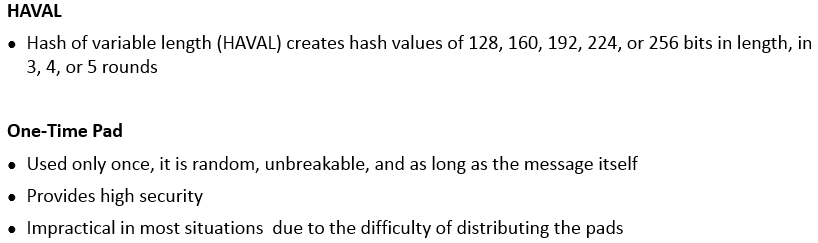 HAVAL
• Hash of variable length (HAVAL) creates hash values of 128, 160, 192, 224, or 256 bits in length, in
3, 4, or 5 rounds
One-Time Pad
• Used only once, it is random, unbreakable, and as long as the message itself
• Provides high security
• Impractical in most situations  due to the difficulty of distributing the pads